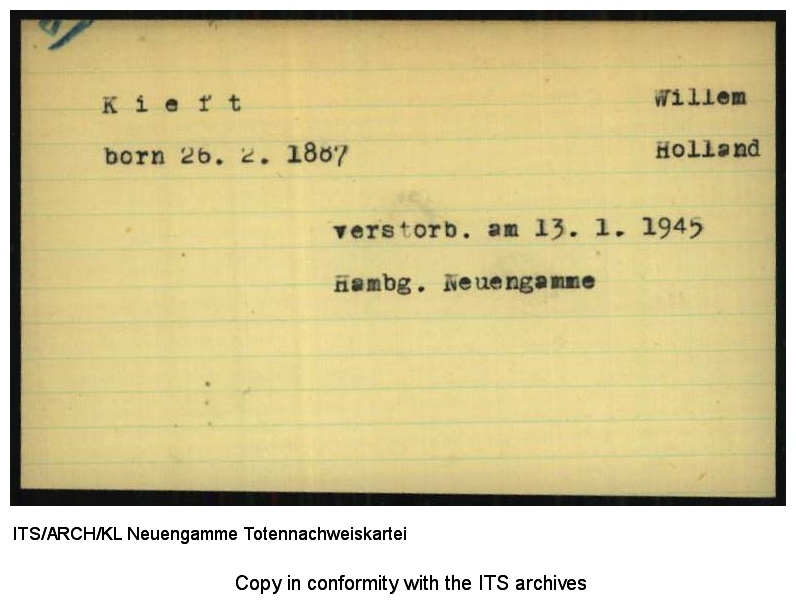 K i e f t Willem
born 26. 2. 1887 Holland
verstorb. am 13. 1. 1945
Hambg. Neuengamme
ITS/ARCH/KL Neuengamme Totennachweiskartei
Copy in conformity with the ITS archives